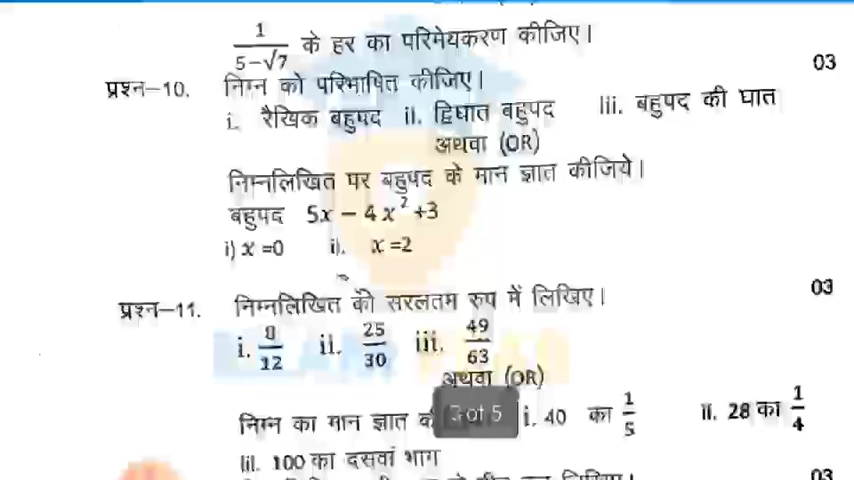 1/(5−√7) के हर का परिमेयकरण कीजिए।
03
प्रश्न–10. निम्न को परिभाषित कीजिए।
i. रैखिक बहुपद ii. द्विघात बहुपद iii. बहुपद की घात
अथवा (OR)
निम्नलिखित पर बहुपद के मान ज्ञात कीजिये।
बहुपद 5x − 4x² +3
i) x =0 ii). x =2
प्रश्न–11. निम्नलिखित को सरलतम रुप में लिखिए। 03
i. 8/12 ii. 25/30 iii. 49/63
अथवा (OR)
निम्न का मान ज्ञात i. 40 का 1/5 ii. 28 का 1/4
3 of 5
iii. 100 का दसवां भाग
लिखिए। 03